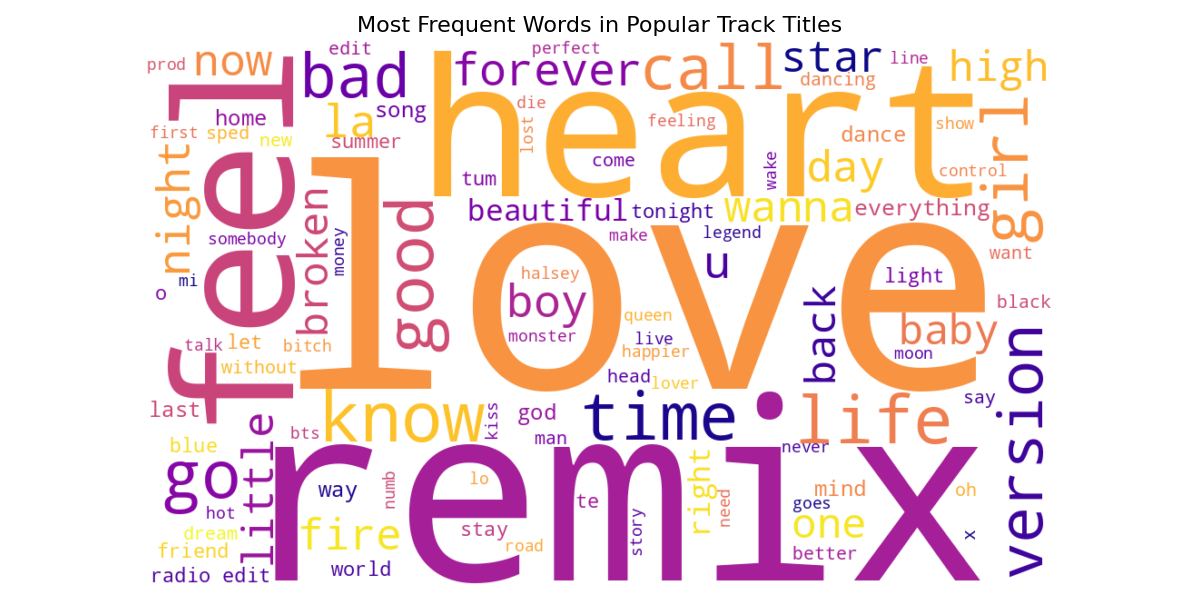 Most Frequent Words in Popular Track Titles
edit
perfect
prod
now
bad
forever
call
star
line
high
dancing
feel
heart
home
la
song
die
first
sped
new
summer
lost
feeling
dance
show
girl
come
wake
day
control
night
tum
broken
good
beautiful
tonight
wanna
everything
somebody
money
love
make
legend
want
mi
o
halsey
u
light
boy
back
black
queen
baby
monster
live
talk
let
bitch
happier
moon
without
head
lover
last
know
kiss
god
time
life
say
version
little
bts
man
never
blue
remix
go
way
numb
lo
right
need
mind
oh
hot
te
story
goes
one
dream
fire
stay
x
friend
road
better
radio edit
world